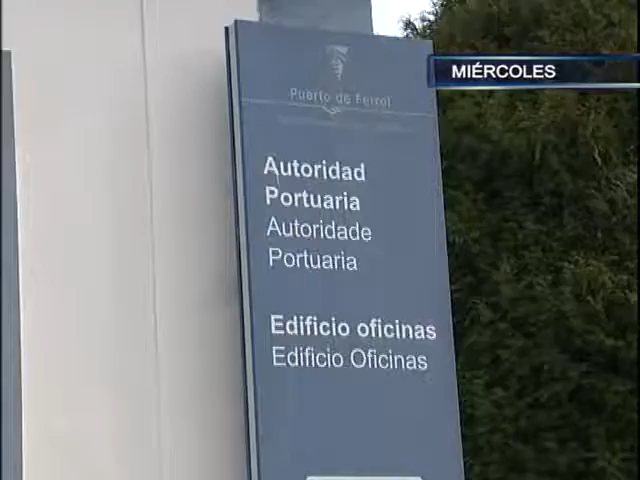 MIÉRCOLES
Puerto de Ferrol
Autoridad
Portuaria
Autoridade
Portuaria
Edificio oficinas
Edificio Oficinas